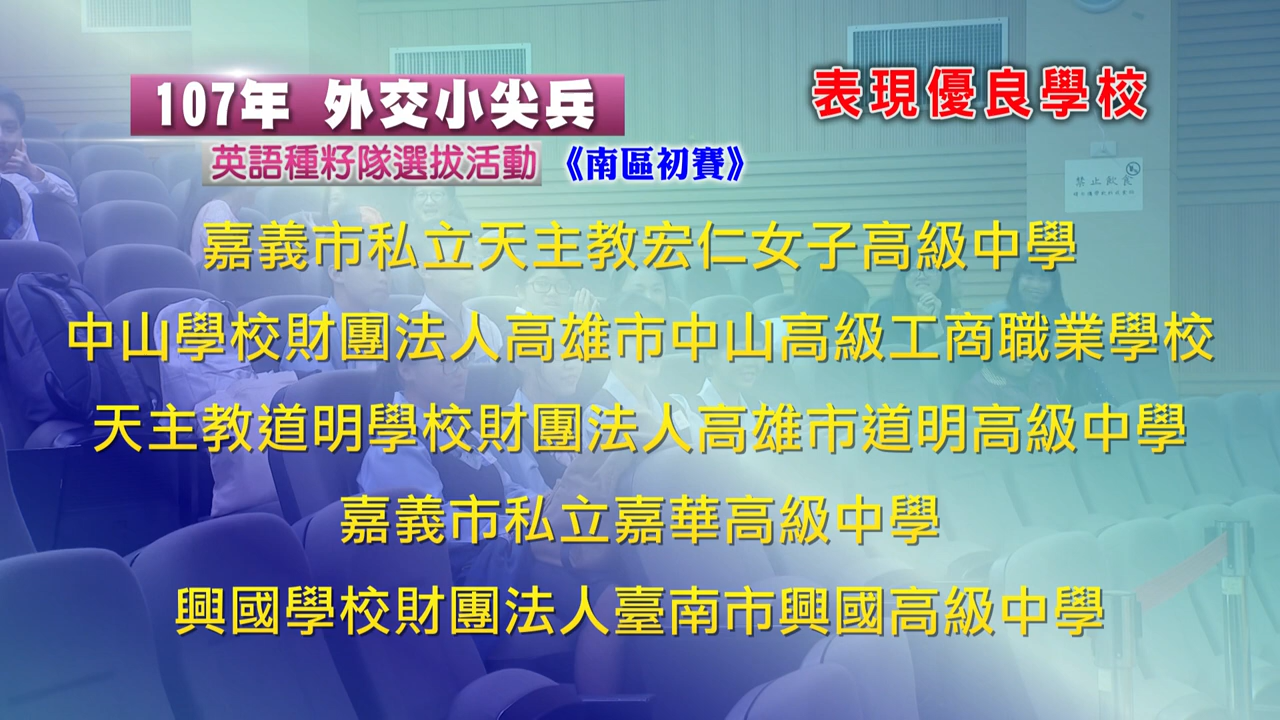 107年 外交小尖兵
表現優良學校
英語種籽隊選拔活動《南區初賽》
禁止飲食
嘉義市私立天主教宏仁女子高級中學
中山學校財團法人高雄市中山高級工商職業學校
天主教道明學校財團法人高雄市道明高級中學
嘉義市私立嘉華高級中學
興國學校財團法人臺南市興國高級中學